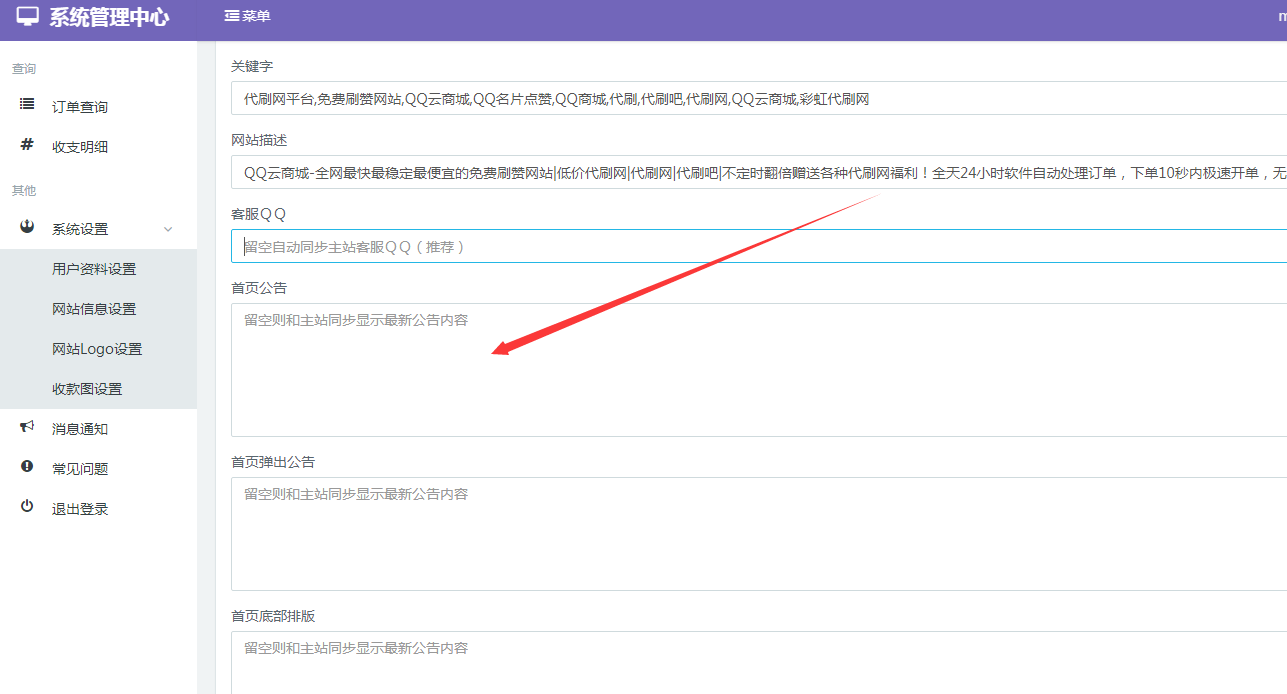 系统管理中心
菜单
m
查询
订单查询
收支明细
其他
系统设置
用户资料设置
网站信息设置
网站Logo设置
收款图设置
消息通知
常见问题
退出登录
关键字
代刷网平台,免费刷赞网站,QQ云商城,QQ名片点赞,QQ商城,代刷,代刷吧,代刷网,QQ云商城,彩虹代刷网
网站描述
QQ云商城-全网最快最稳定最便宜的免费刷赞网站|低价代刷网|代刷网|代刷吧|不定时翻倍赠送各种代刷网福利！全天24小时软件自动处理订单，下单10秒内极速开单，无
客服ＱＱ
留空自动同步主站客服ＱＱ（推荐）
首页公告
留空则和主站同步显示最新公告内容
首页弹出公告
留空则和主站同步显示最新公告内容
首页底部排版
留空则和主站同步显示最新公告内容